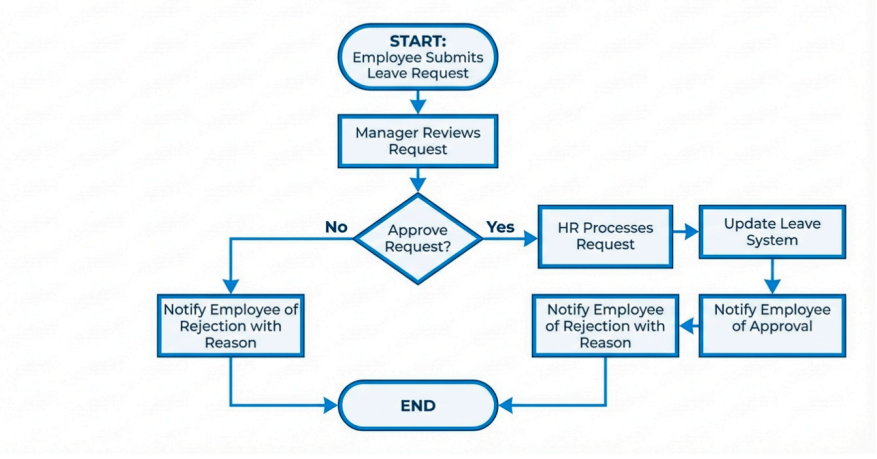 START:
Employee Submits
Leave Request
Manager Reviews
Request
Approve
Request?
No
Yes
HR Processes
Request
Update Leave
System
Notify Employee of
Rejection with
Reason
Notify Employee
of Rejection with
Reason
Notify Employee
of Approval
END